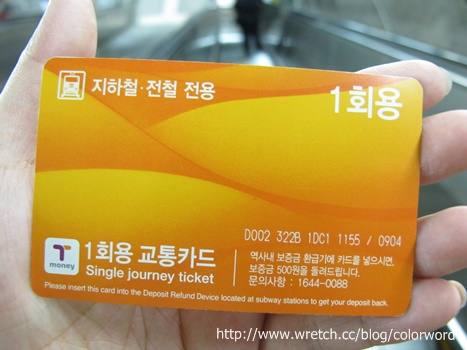 지하철·전철 전용
1회용
D002 322B 1DC1 1155 / 0904
T
money
1회용 교통카드
Single journey ticket
역사내 보증금 환급기에 카드를 넣으시면,
보증금 500원을 돌려드립니다.
문의사항 : 1644-0088
Please insert this card into the Deposit Refund Device located at subway stations to get your deposit back.
http://www.wretch.cc/blog/colorword